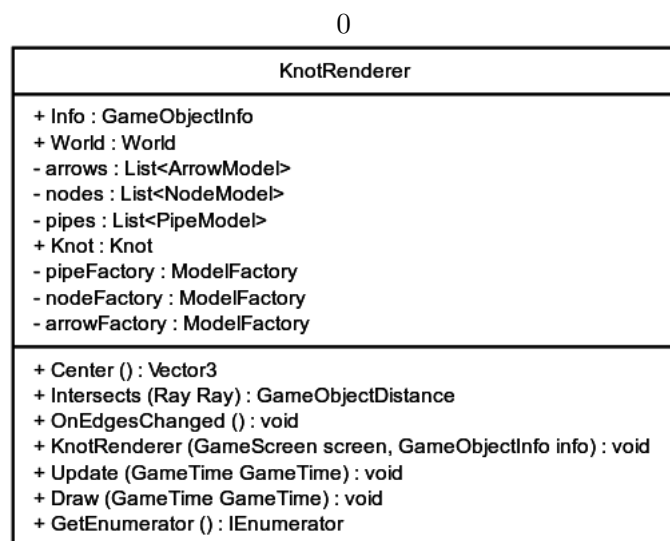 0
KnotRenderer
+ Info : GameObjectInfo
+ World : World
- arrows : List<ArrowModel>
- nodes : List<NodeModel>
- pipes : List<PipeModel>
+ Knot : Knot
- pipeFactory : ModelFactory
- nodeFactory : ModelFactory
- arrowFactory : ModelFactory
+ Center () : Vector3
+ Intersects (Ray Ray) : GameObjectDistance
+ OnEdgesChanged () : void
+ KnotRenderer (GameScreen screen, GameObjectInfo info) : void
+ Update (GameTime GameTime) : void
+ Draw (GameTime GameTime) : void
+ GetEnumerator () : IEnumerator